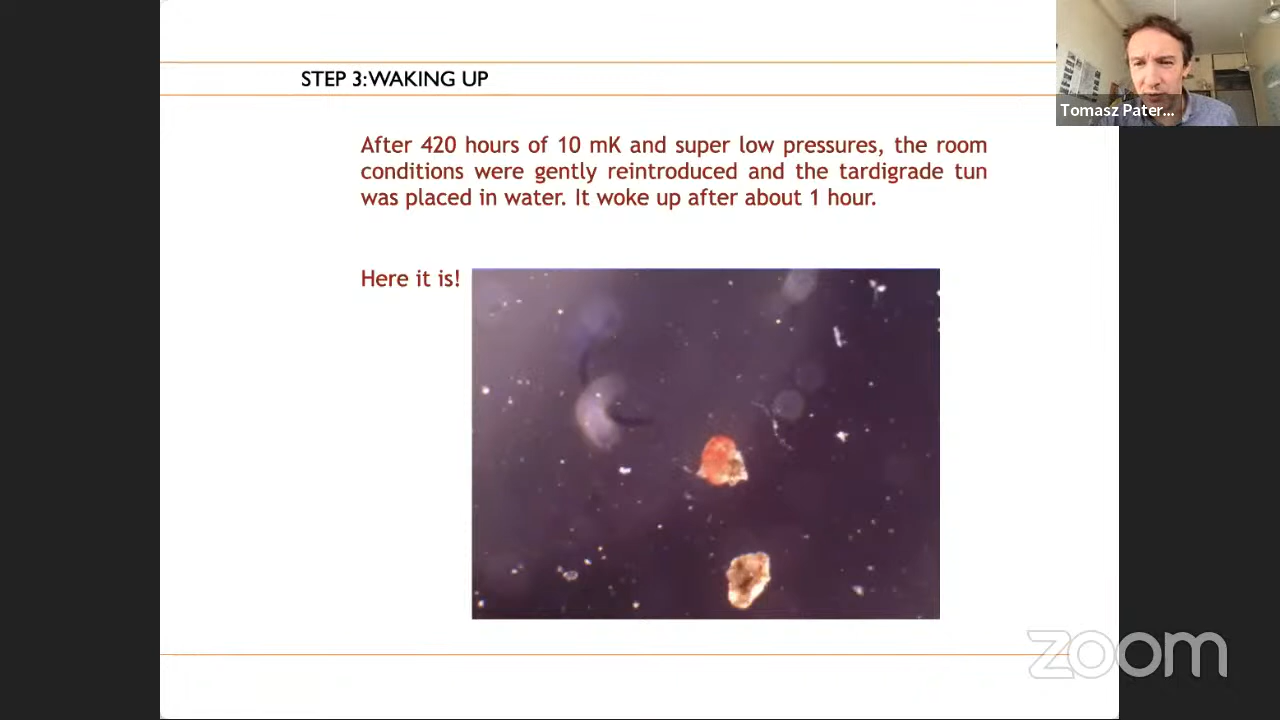 STEP 3: WAKING UP
Tomasz Pater...
After 420 hours of 10 mK and super low pressures, the room
conditions were gently reintroduced and the tardigrade tun
was placed in water. It woke up after about 1 hour.
Here it is!
zoom